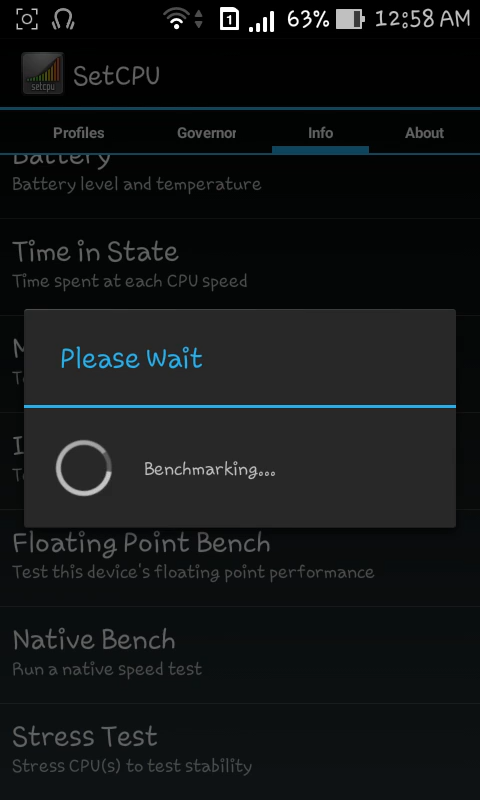 1 63% 12:58 AM
setcpu SetCPU
Profiles Governor Info About
Battery
Battery level and temperature
Time in State
Time spent at each CPU speed
Please Wait
Benchmarking...
Floating Point Bench
Test this device's floating point performance
Native Bench
Run a native speed test
Stress Test
Stress CPU(s) to test stability